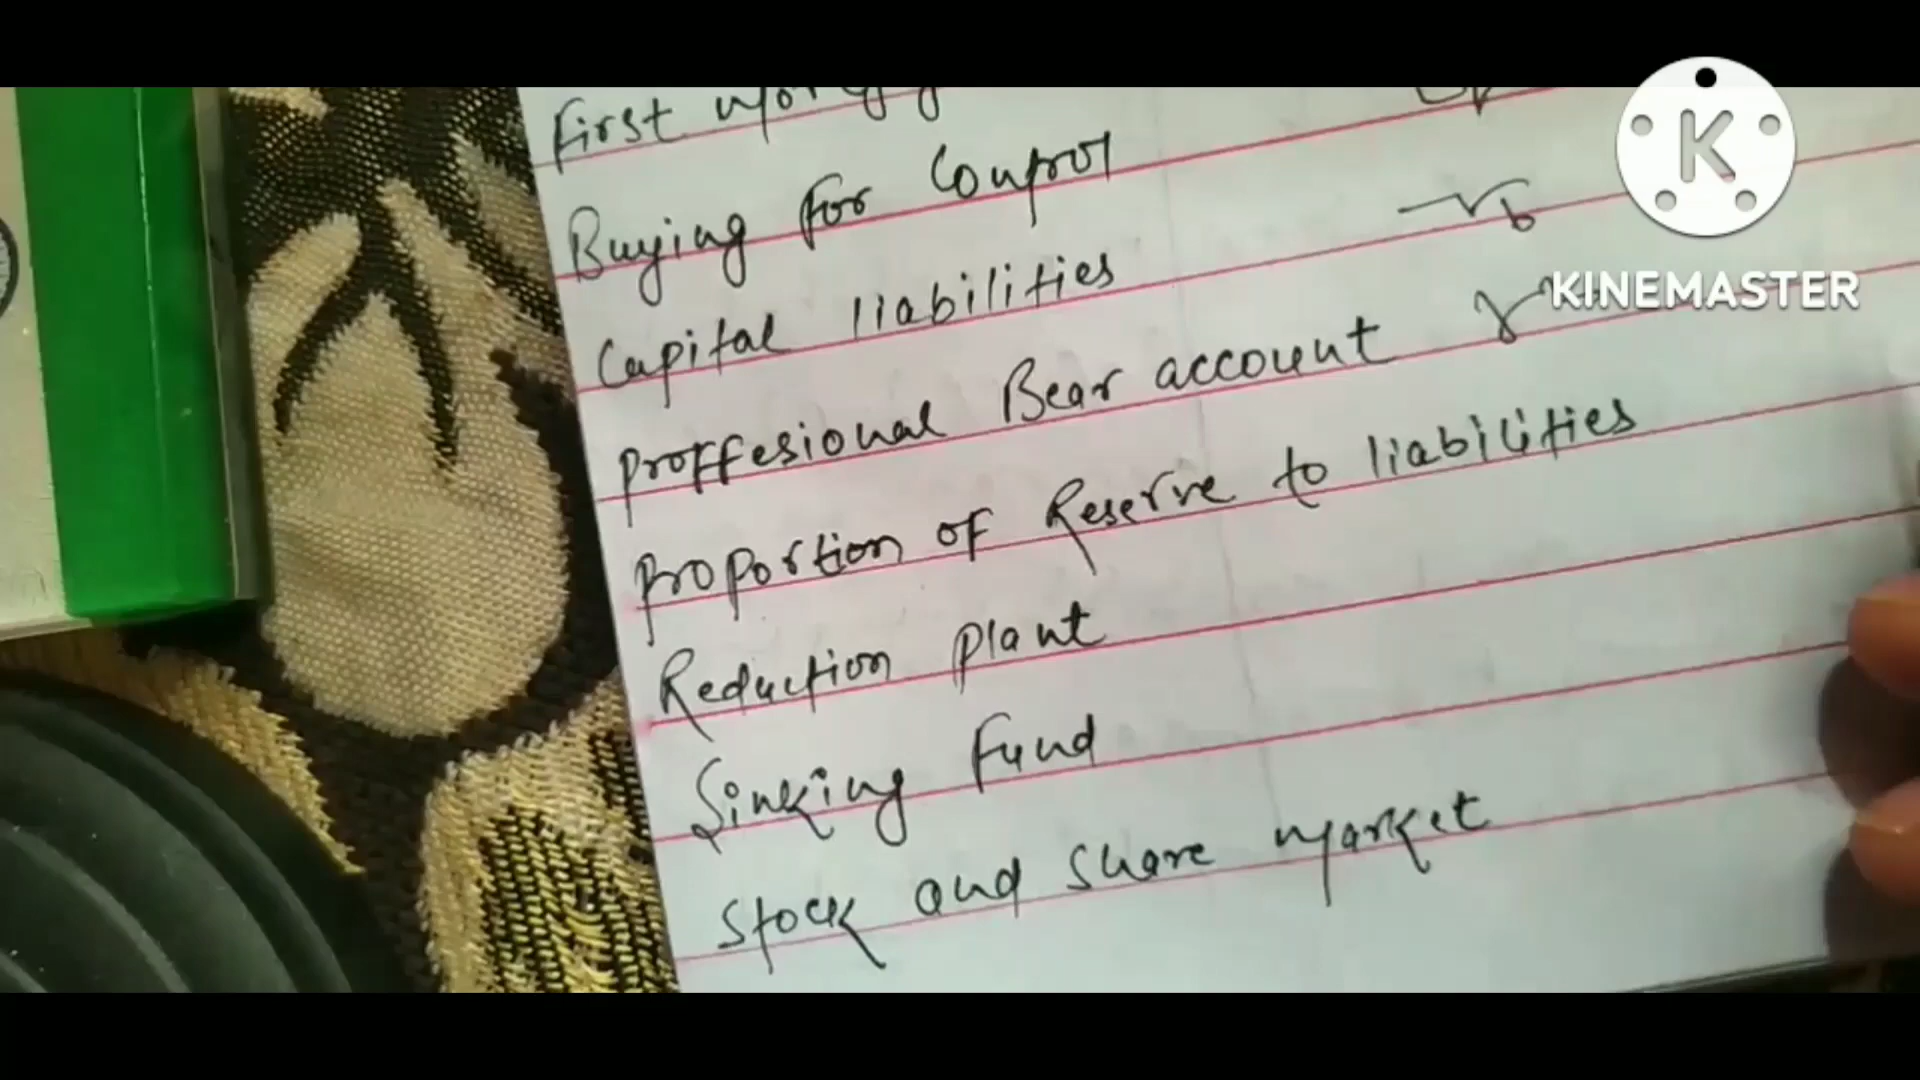 First
Buying for Control
Capital liabilities
proffesional Bear account
proportion of Reserve to liabilities
Reduction plant
Sinking Fund
Stock and share market
K
KINEMASTER